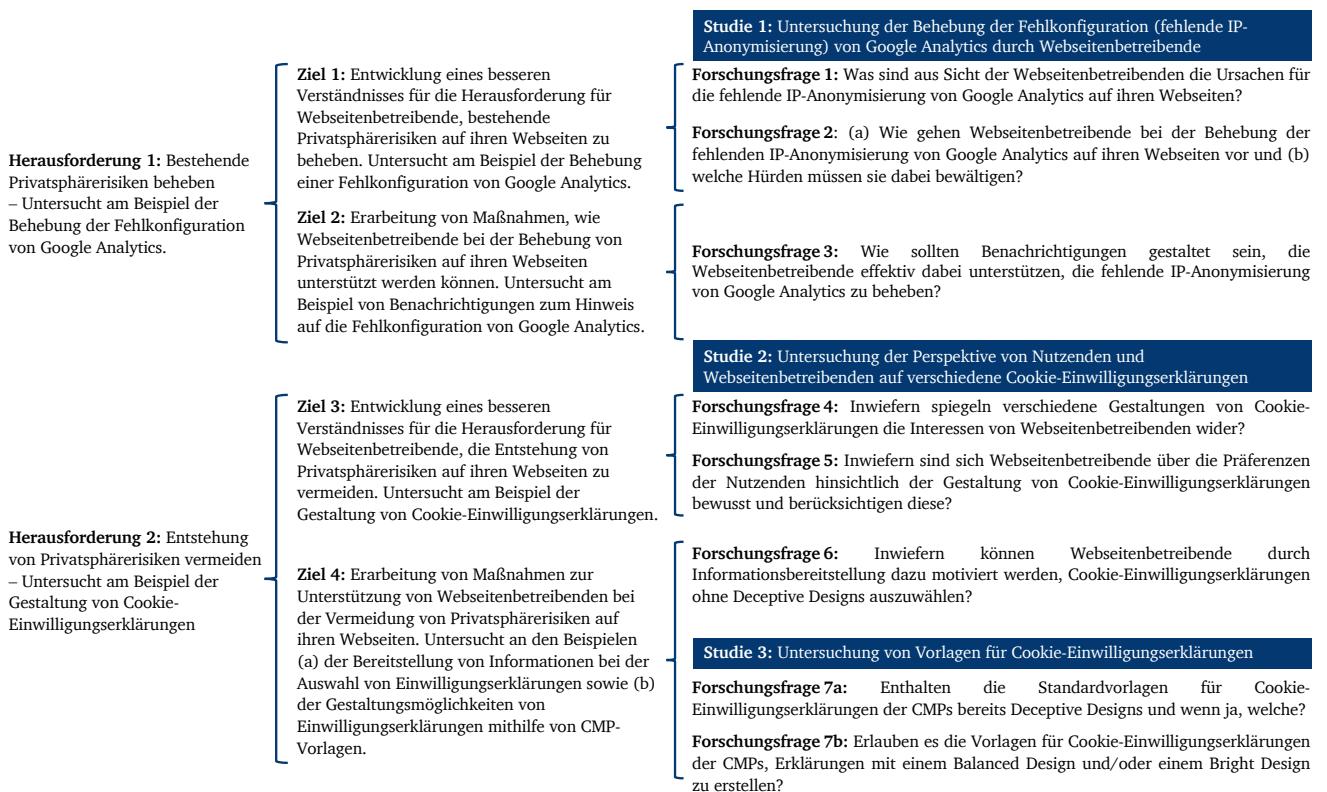 Herausforderung 1: Bestehende
Privatsphärerisiken beheben
– Untersucht am Beispiel der
Behebung der Fehlkonfiguration
von Google Analytics.
Ziel 1: Entwicklung eines besseren
Verständnisses für die Herausforderung für
Webseitenbetreibende, bestehende
Privatsphärerisiken auf ihren Webseiten zu
beheben. Untersucht am Beispiel der Behebung
einer Fehlkonfiguration von Google Analytics.
Ziel 2: Erarbeitung von Maßnahmen, wie
Webseitenbetreibende bei der Behebung von
Privatsphärerisiken auf ihren Webseiten
unterstützt werden können. Untersucht am
Beispiel von Benachrichtigungen zum Hinweis
auf die Fehlkonfiguration von Google Analytics.
Studie 1: Untersuchung der Behebung der Fehlkonfiguration (fehlende IP-
Anonymisierung) von Google Analytics durch Webseitenbetreibende
Forschungsfrage 1: Was sind aus Sicht der Webseitenbetreibenden die Ursachen für
die fehlende IP-Anonymisierung von Google Analytics auf ihren Webseiten?
Forschungsfrage 2: (a) Wie gehen Webseitenbetreibende bei der Behebung der
fehlenden IP-Anonymisierung von Google Analytics auf ihren Webseiten vor und (b)
welche Hürden müssen sie dabei bewältigen?
Forschungsfrage 3: Wie sollten Benachrichtigungen gestaltet sein, die
Webseitenbetreibende effektiv dabei unterstützen, die fehlende IP-Anonymisierung
von Google Analytics zu beheben?
Herausforderung 2: Entstehung
von Privatsphärerisiken vermeiden
– Untersucht am Beispiel der
Gestaltung von Cookie-
Einwilligungserklärungen
Ziel 3: Entwicklung eines besseren
Verständnisses für die Herausforderung für
Webseitenbetreibende, die Entstehung von
Privatsphärerisiken auf ihren Webseiten zu
vermeiden. Untersucht am Beispiel der
Gestaltung von Cookie-Einwilligungserklärungen.
Ziel 4: Erarbeitung von Maßnahmen zur
Unterstützung von Webseitenbetreibenden bei
der Vermeidung von Privatsphärerisiken auf
ihren Webseiten. Untersucht an den Beispielen
(a) der Bereitstellung von Informationen bei der
Auswahl von Einwilligungserklärungen sowie (b)
der Gestaltungsmöglichkeiten von
Einwilligungserklärungen mithilfe von CMP-
Vorlagen.
Studie 2: Untersuchung der Perspektive von Nutzenden und
Webseitenbetreibenden auf verschiedene Cookie-Einwilligungserklärungen
Forschungsfrage 4: Inwiefern spiegeln verschiedene Gestaltungen von Cookie-
Einwilligungserklärungen die Interessen von Webseitenbetreibenden wider?
Forschungsfrage 5: Inwiefern sind sich Webseitenbetreibende über die Präferenzen
der Nutzenden hinsichtlich der Gestaltung von Cookie-Einwilligungserklärungen
bewusst und berücksichtigen diese?
Forschungsfrage 6: Inwiefern können Webseitenbetreibende durch
Informationsbereitstellung dazu motiviert werden, Cookie-Einwilligungserklärungen
ohne Deceptive Designs auszuwählen?
Studie 3: Untersuchung von Vorlagen für Cookie-Einwilligungserklärungen
Forschungsfrage 7a: Enthalten die Standardvorlagen für Cookie-
Einwilligungserklärungen der CMPs bereits Deceptive Designs und wenn ja, welche?
Forschungsfrage 7b: Erlauben es die Vorlagen für Cookie-Einwilligungserklärungen
der CMPs, Erklärungen mit einem Balanced Design und/oder einem Bright Design
zu erstellen?